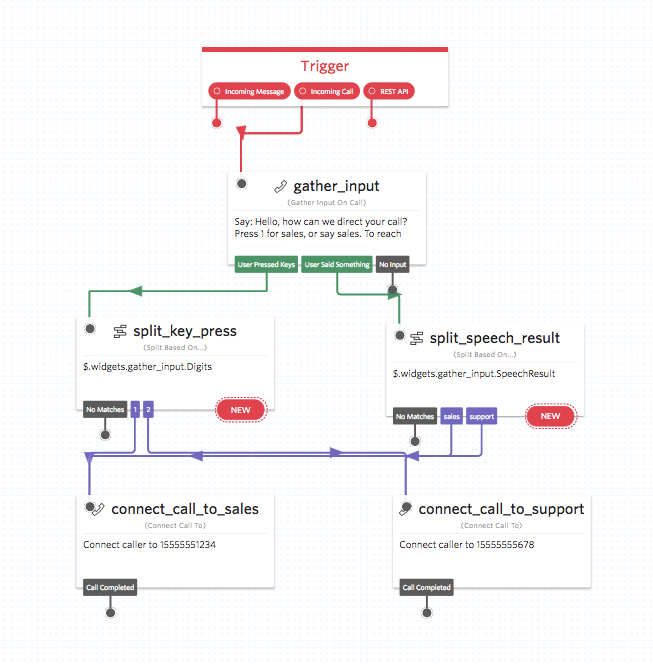 Trigger
Incoming Message Incoming Call REST API
gather_input
(Gather Input On Call)
Say: Hello, how can we direct your call?
Press 1 for sales, or say sales. To reach
User Pressed Keys User Said Something No Input
split_key_press
(Split Based On...)
$.widgets.gather_input.Digits
No Matches 1 2 NEW
split_speech_result
(Split Based On...)
$.widgets.gather_input.SpeechResult
No Matches sales support NEW
connect_call_to_sales
(Connect Call To)
Connect caller to 15555551234
Call Completed
connect_call_to_support
(Connect Call To)
Connect caller to 15555555678
Call Completed